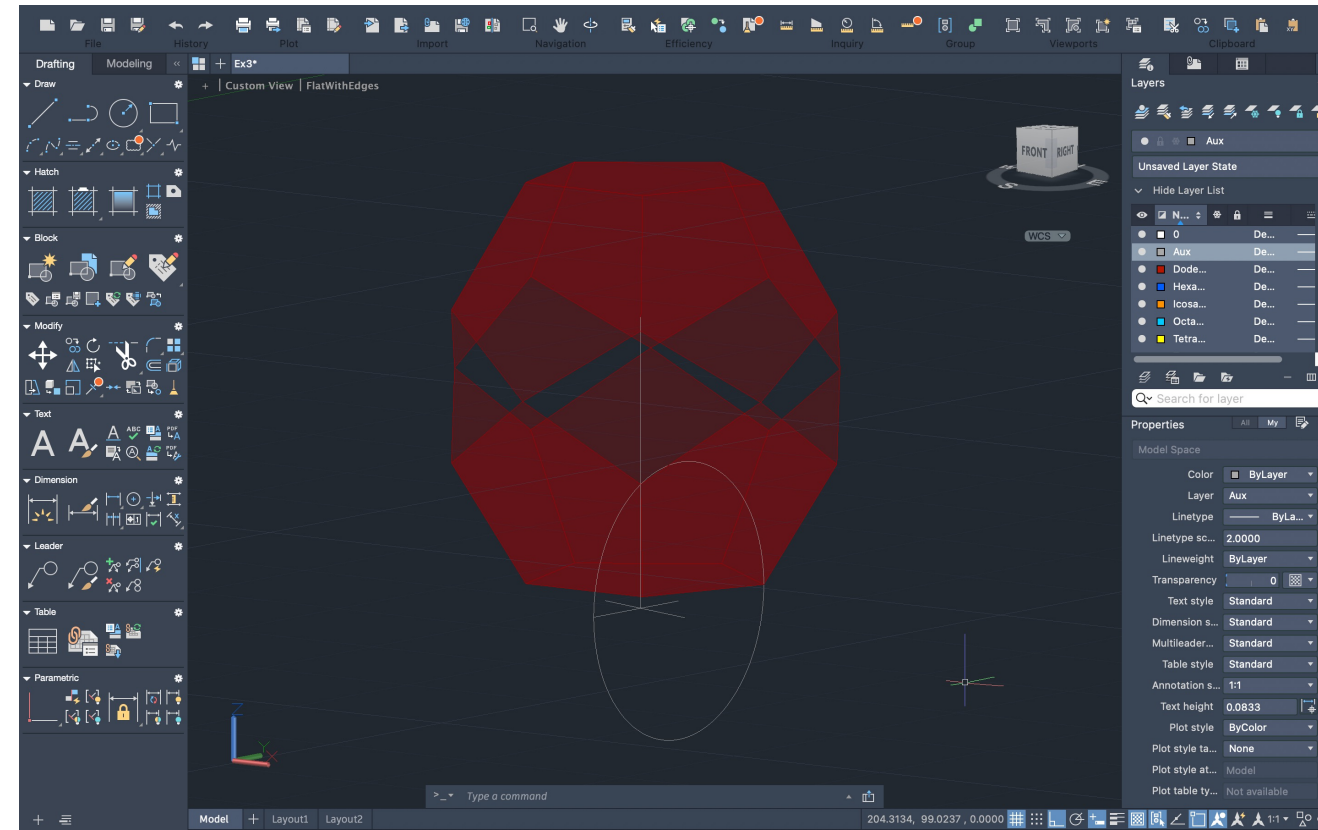 File History Plot Import Navigation Efficiency Inquiry Group Viewports Clipboard
Drafting Modeling
Ex3*
Draw
+ | Custom View | FlatWithEdges
Hatch
Block
Modify
Text
A A A ABC PDF
A PDF
Dimension
Leader
Table
Parametric
FRONT RIGHT
S E
WCS
Z
Y
X
>_ Type a command
Model + Layout1 Layout2
204.3134, 99.0237 , 0.0000
1:1
Layers
Aux
Unsaved Layer State
Hide Layer List
N...
0 De...
Aux De...
Dode... De...
Hexa... De...
Icosa... De...
Octa... De...
Tetra... De...
Search for layer
Properties All My
Model Space
Color ByLayer
Layer Aux
Linetype ByLa...
Linetype sc... 2.0000
Lineweight ByLayer
Transparency 0
Text style Standard
Dimension s... Standard
Multileader... Standard
Table style Standard
Annotation s... 1:1
Text height 0.0833
Plot style ByColor
Plot style ta... None
Plot style at... Model
Plot table ty... Not available